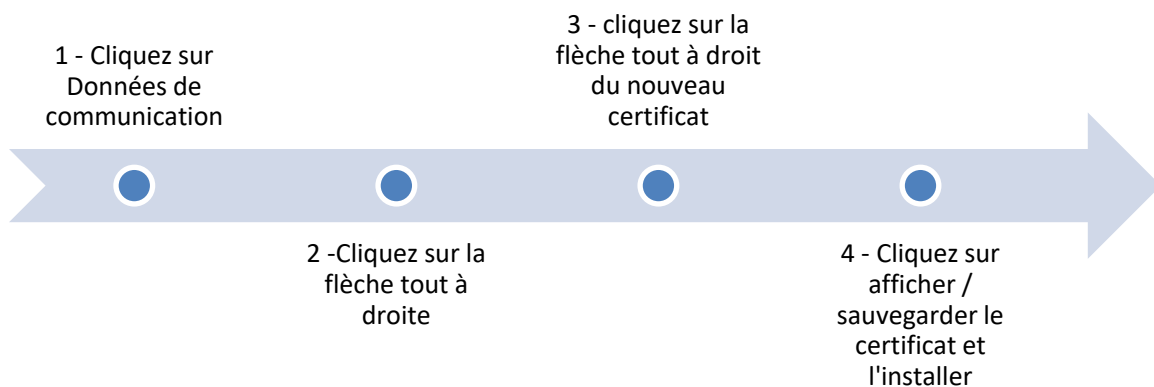 1 - Cliquez sur
Données de
communication
2 -Cliquez sur la
flèche tout à
droite
3 - cliquez sur la
flèche tout à droit
du nouveau
certificat
4 - Cliquez sur
afficher /
sauvegarder le
certificat et
l'installer